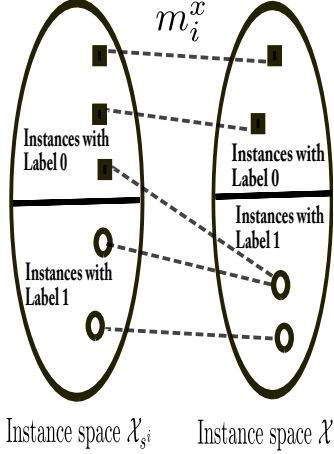 m_i^x
Instances with
Label 0
Instances with
Label 0
Instances with
Label 1
Instances with
Label 1
Instance space 𝒳_{s^i}
Instance space 𝒳